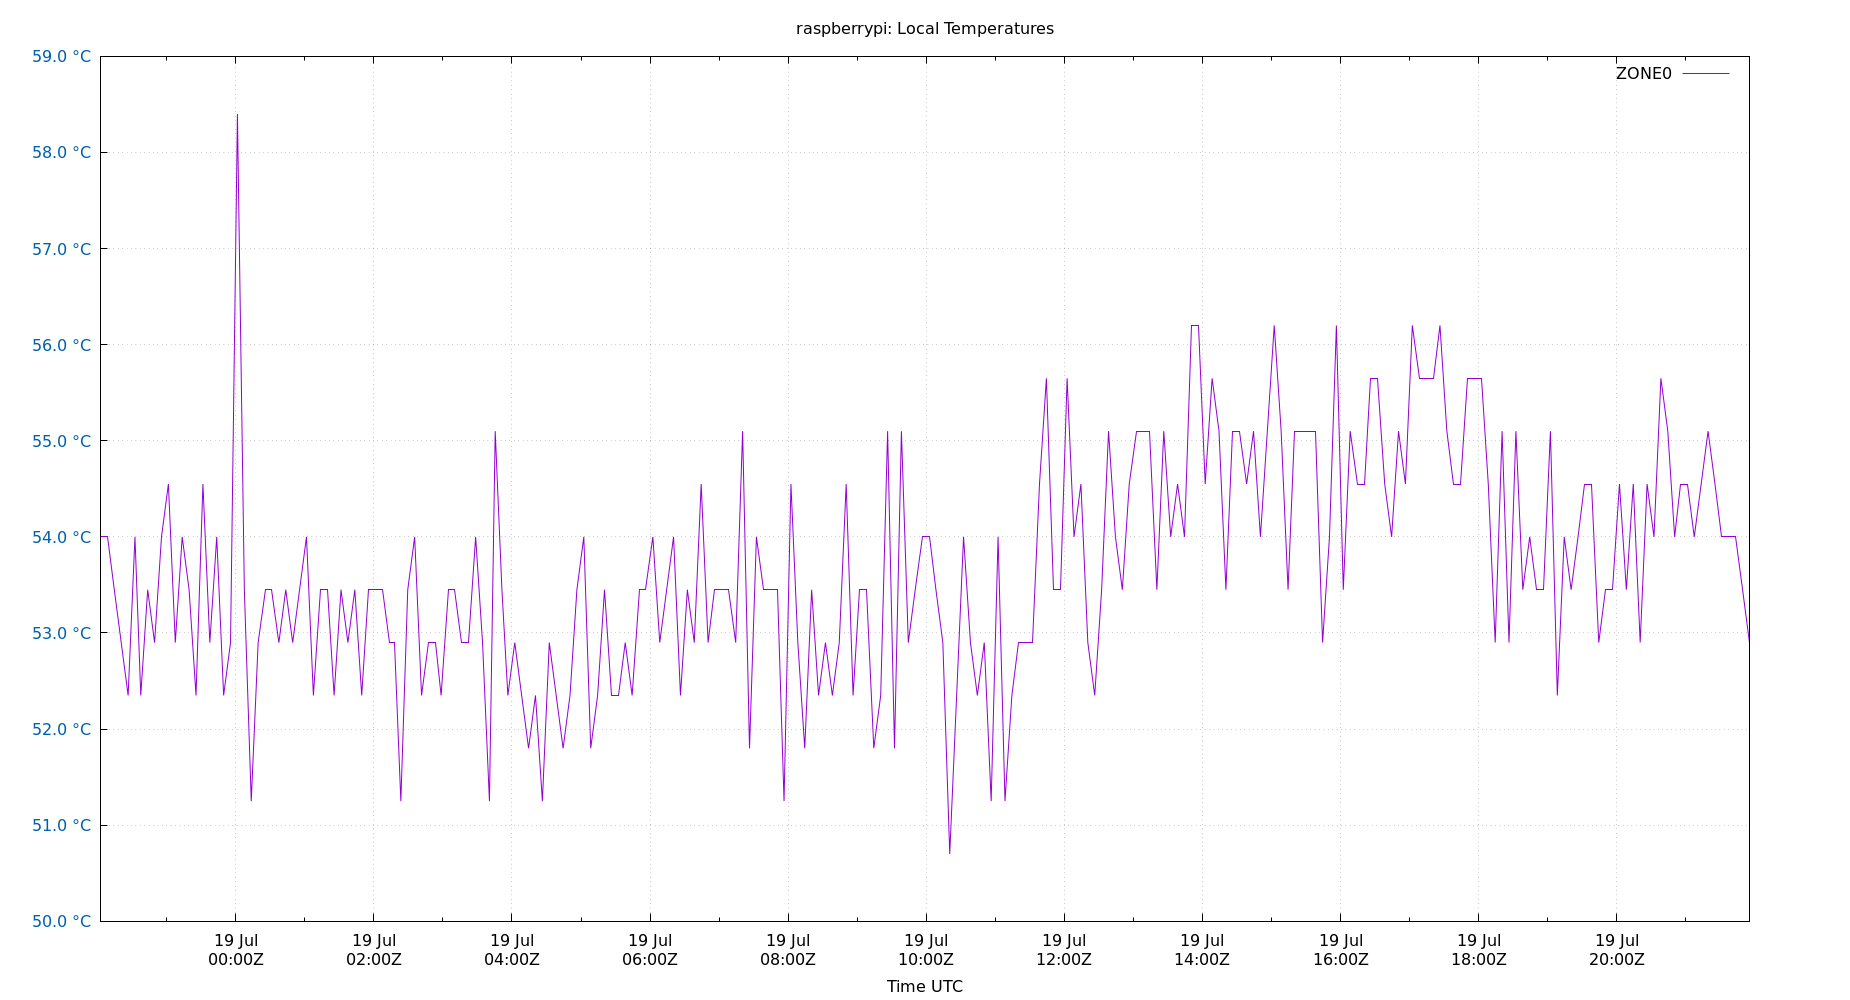 raspberrypi: Local Temperatures
59.0 °C
ZONE0
58.0 °C
57.0 °C
56.0 °C
55.0 °C
54.0 °C
53.0 °C
52.0 °C
51.0 °C
50.0 °C
19 Jul 19 Jul 19 Jul 19 Jul 19 Jul 19 Jul 19 Jul 19 Jul 19 Jul 19 Jul 19 Jul
00:00Z 02:00Z 04:00Z 06:00Z 08:00Z 10:00Z 12:00Z 14:00Z 16:00Z 18:00Z 20:00Z
Time UTC